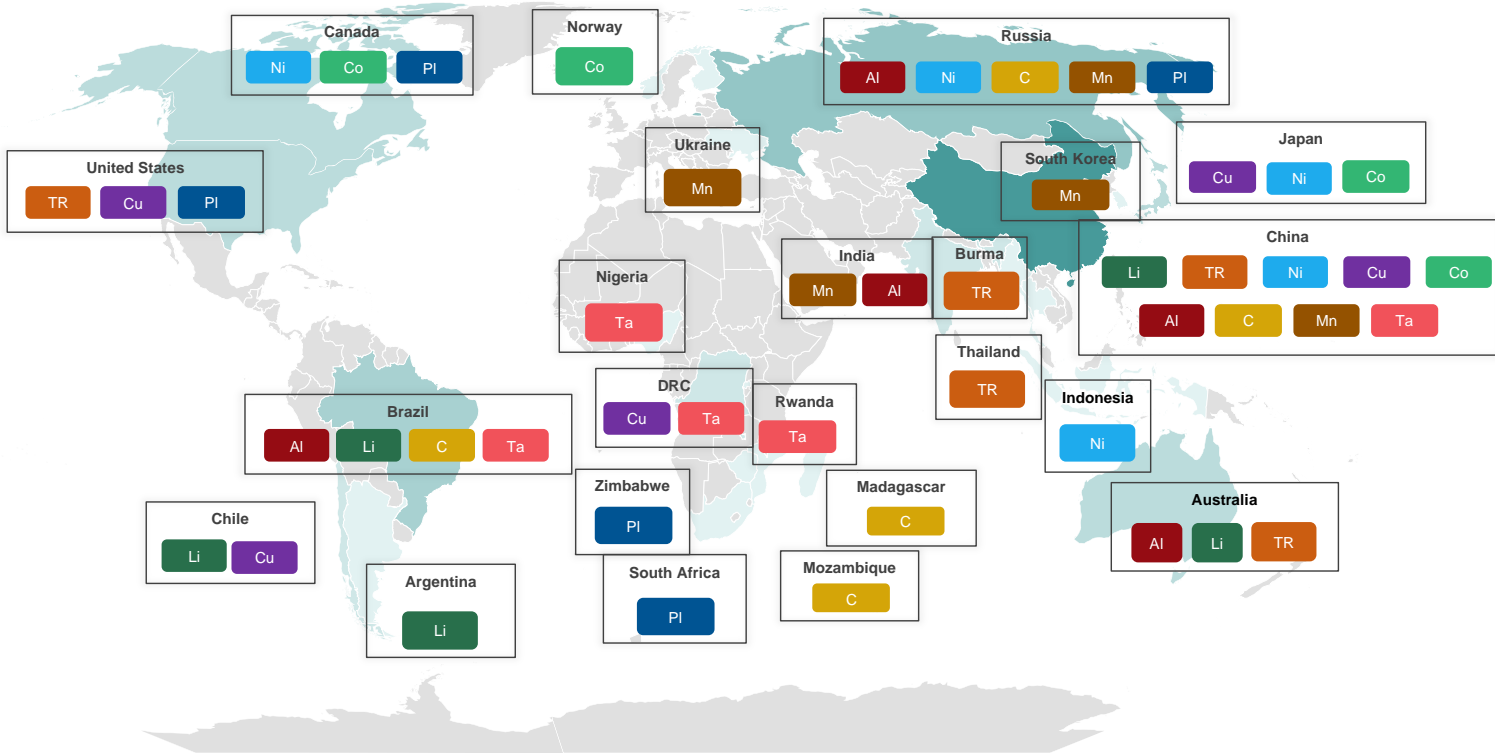 Canada
Ni Co Pl
Norway
Co
Russia
Al Ni C Mn Pl
United States
TR Cu Pl
Ukraine
Mn
South Korea
Mn
Japan
Cu Ni Co
China
Li TR Ni Cu Co
Al C Mn Ta
Nigeria
Ta
India
Mn Al
Burma
TR
Thailand
TR
DRC
Cu Ta
Rwanda
Ta
Indonesia
Ni
Brazil
Al Li C Ta
Zimbabwe
Pl
Madagascar
C
Australia
Al Li TR
Chile
Li Cu
Argentina
Li
South Africa
Pl
Mozambique
C